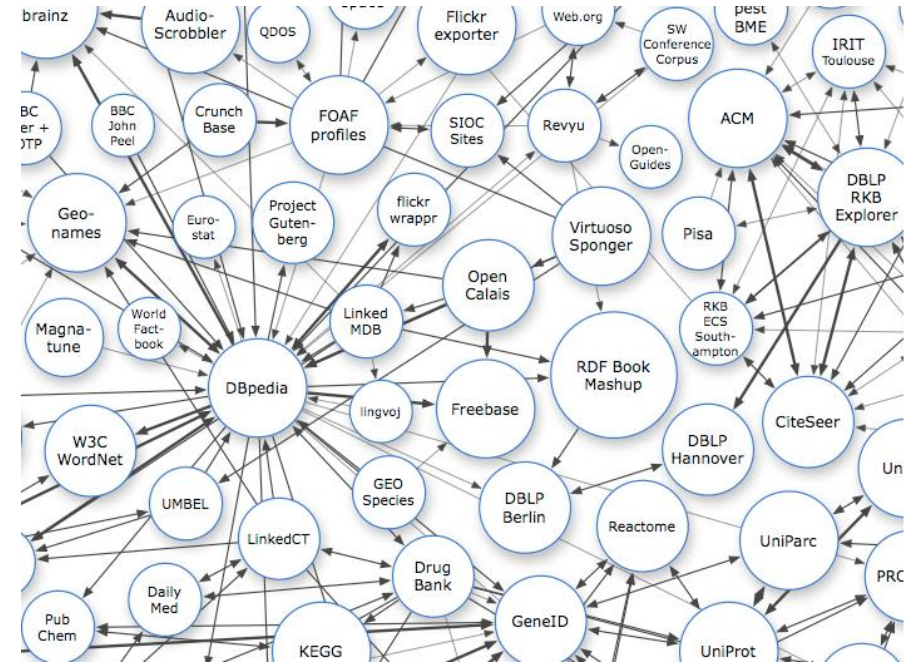 brainz
Audio-
Scrobbler
QDOS
Flickr
exporter
Web.org
SW
Conference
Corpus
pest
BME
IRIT
Toulouse
BBC
John
Peel
Crunch
Base
FOAF
profiles
SIOC
Sites
Revyu
Open-
Guides
ACM
DBLP
RKB
Explorer
Geo-
names
Euro-
stat
Project
Guten-
berg
flickr
wrappr
Virtuoso
Sponger
Pisa
Open
Calais
Magna-
tune
World
Fact-
book
Linked
MDB
RKB
ECS
South-
ampton
DBpedia
lingvoj
Freebase
RDF Book
Mashup
CiteSeer
W3C
WordNet
DBLP
Hannover
UMBEL
GEO
Species
DBLP
Berlin
Un
LinkedCT
Reactome
UniParc
Daily
Med
Drug
Bank
PRO
Pub
Chem
KEGG
GeneID
UniProt